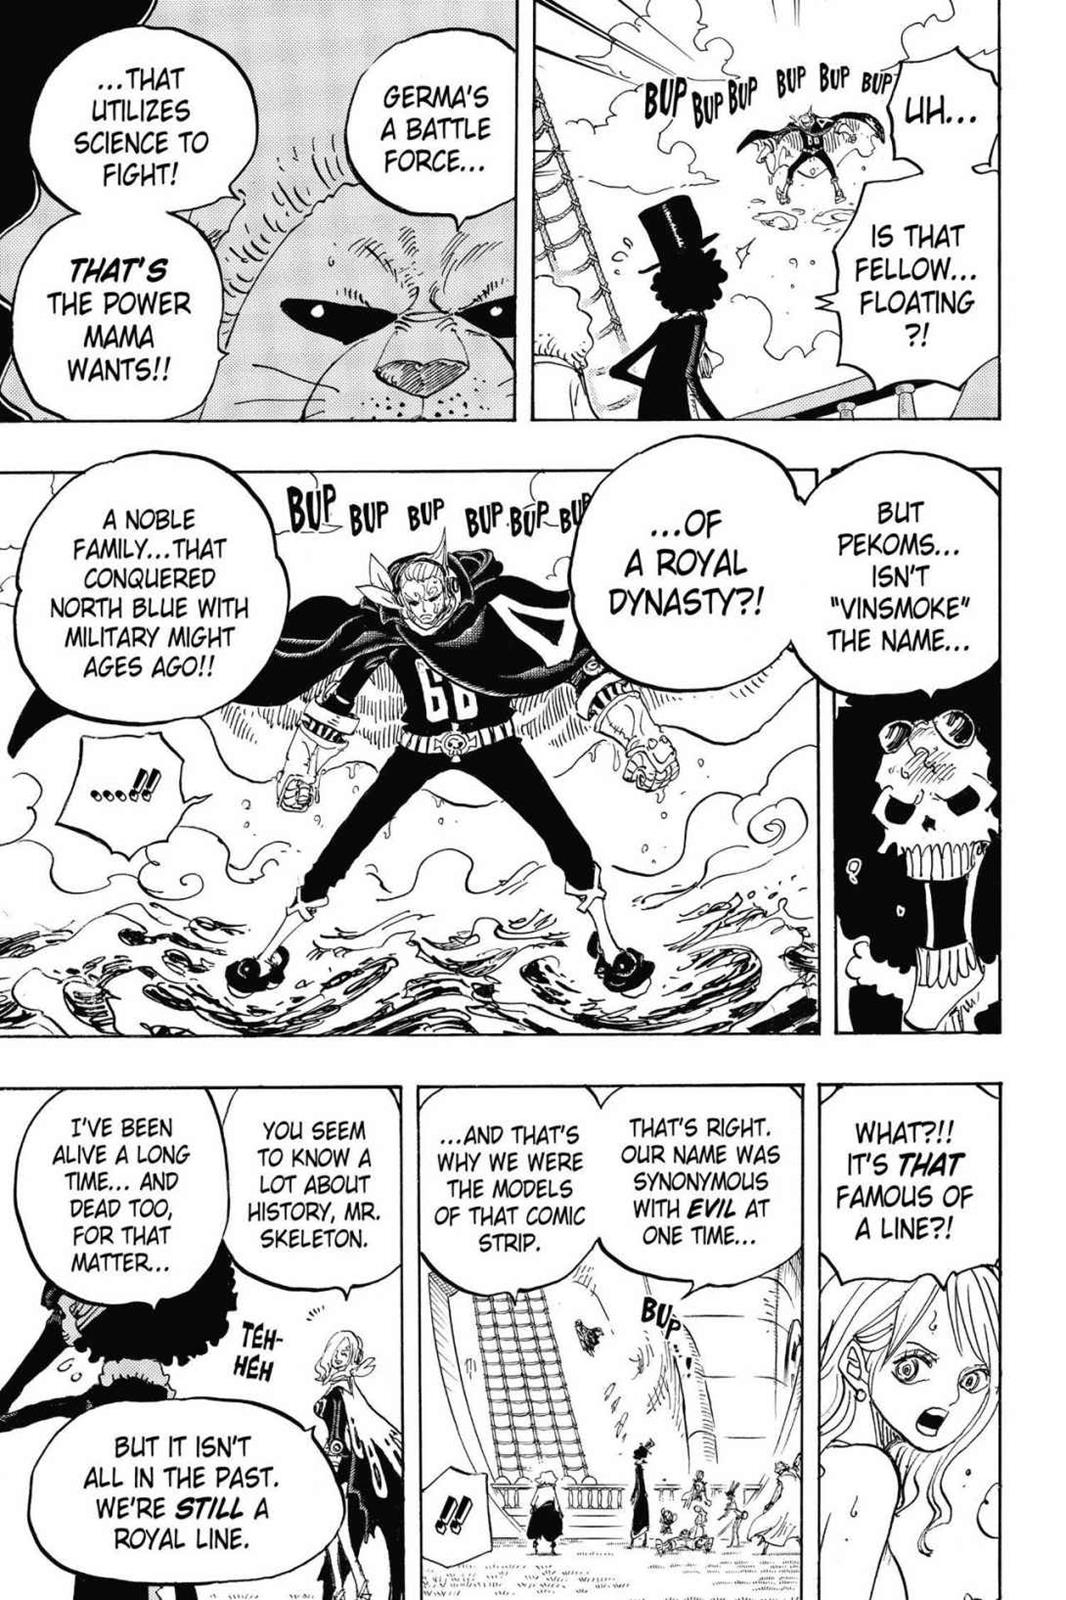 UH...
IS THAT
FELLOW...
FLOATING
?!
BUP
BUP
BUP
BUP
BUP
BUP
GERMA'S
A BATTLE
FORCE...
...THAT
UTILIZES
SCIENCE TO
FIGHT!
THAT'S
THE POWER
MAMA
WANTS!!
BUT
PEKOMS...
ISN'T
"VINSMOKE"
THE NAME...
...OF
A ROYAL
DYNASTY?!
BUP
BUP
BUP
BUP
BUP
BUP
66
A NOBLE
FAMILY...THAT
CONQUERED
NORTH BLUE WITH
MILITARY MIGHT
AGES AGO!!
...!!
WHAT?!!
IT'S THAT
FAMOUS OF
A LINE?!
THAT'S RIGHT.
OUR NAME WAS
SYNONYMOUS
WITH EVIL AT
ONE TIME...
...AND THAT'S
WHY WE WERE
THE MODELS
OF THAT COMIC
STRIP.
BUP
!!
YOU SEEM
TO KNOW A
LOT ABOUT
HISTORY, MR.
SKELETON.
I'VE BEEN
ALIVE A LONG
TIME... AND
DEAD TOO,
FOR THAT
MATTER...
TEH-
HEH
BUT IT ISN'T
ALL IN THE PAST.
WE'RE STILL A
ROYAL LINE.